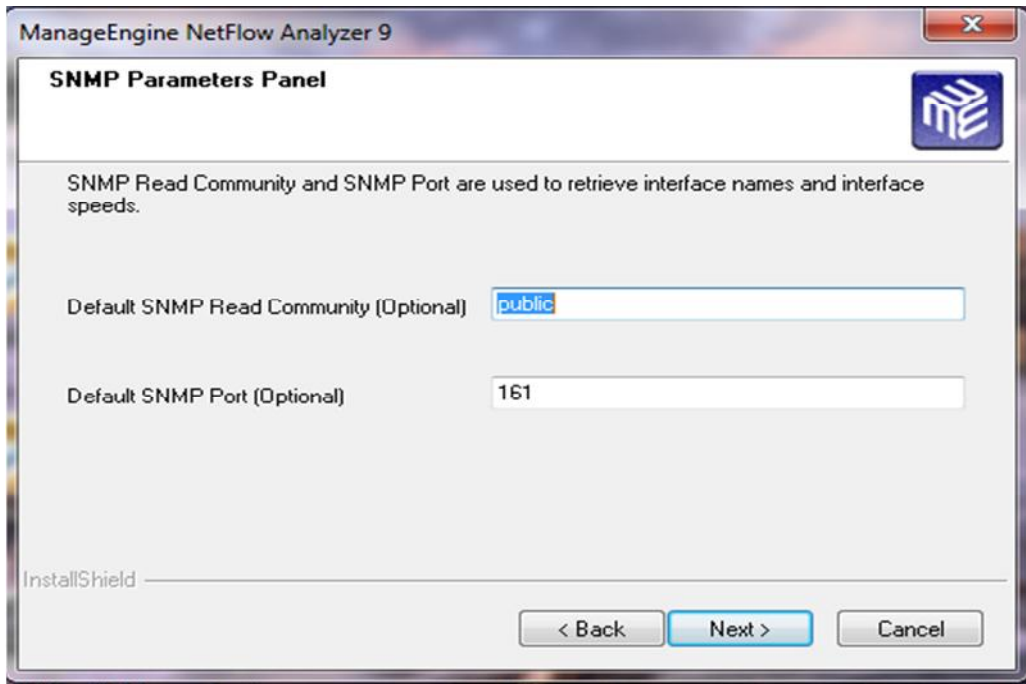 ManageEngine NetFlow Analyzer 9
SNMP Parameters Panel
SNMP Read Community and SNMP Port are used to retrieve interface names and interface
speeds.
Default SNMP Read Community (Optional)
public
Default SNMP Port (Optional)
161
InstallShield
< Back
Next >
Cancel